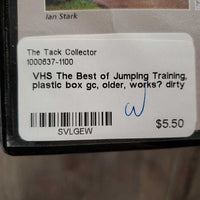 Ian Stark
The Tack Collector
1000637-1100
VHS The Best of Jumping Training,
plastic box gc, older, works? dirty
SVLGEW
$5.50